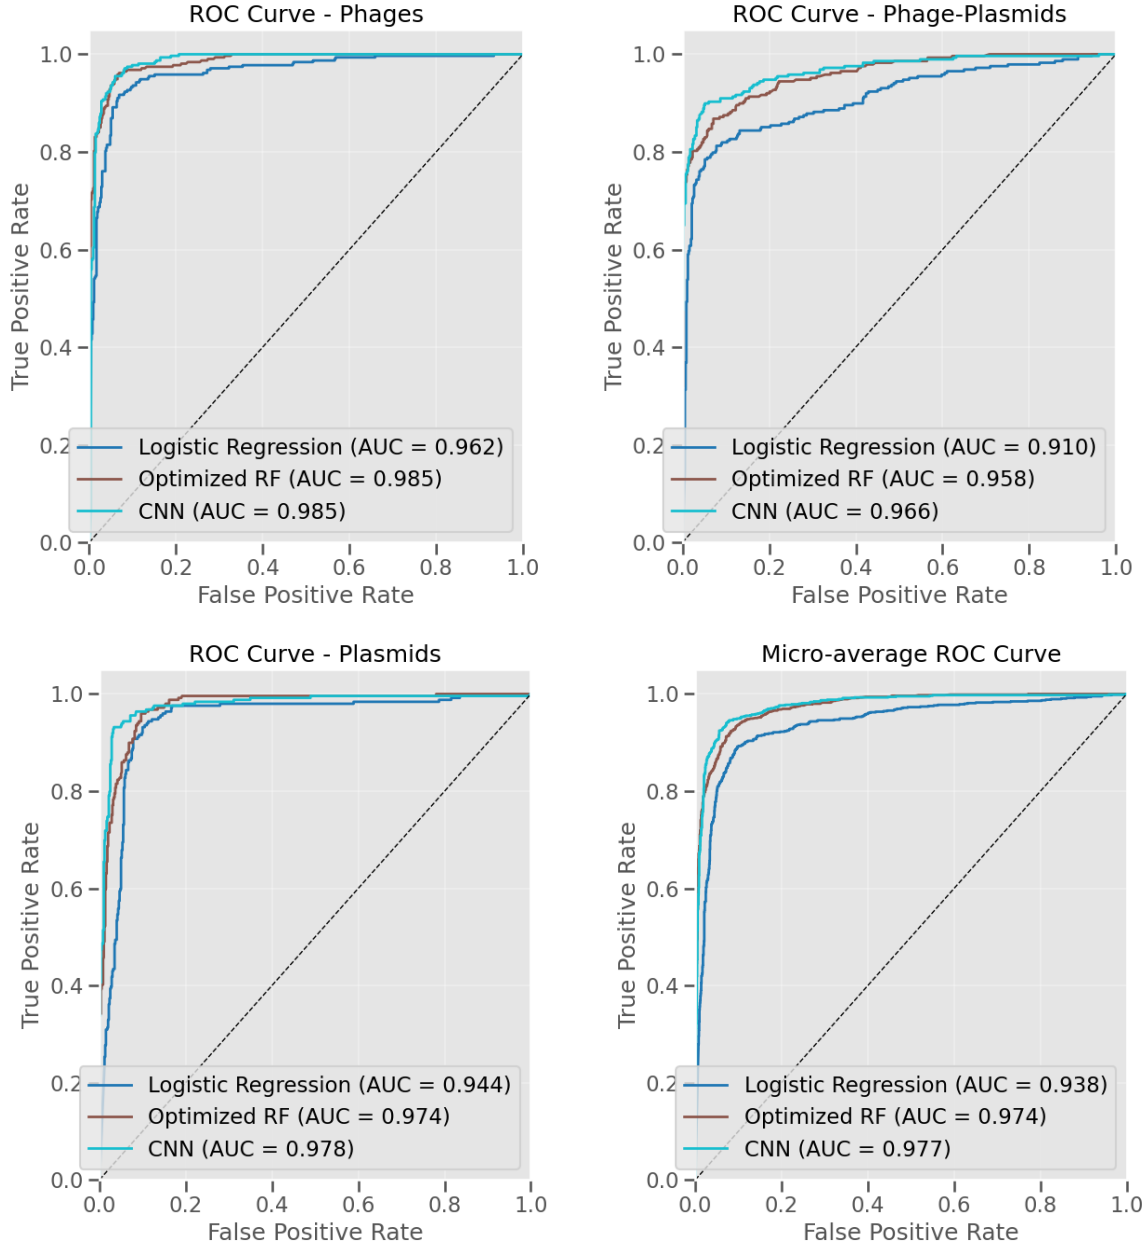 ROC Curve - Phages
1.0
0.8
0.6
0.4
0.2
0.0
True Positive Rate
Logistic Regression (AUC = 0.962)
Optimized RF (AUC = 0.985)
CNN (AUC = 0.985)
0.0 0.2 0.4 0.6 0.8 1.0
False Positive Rate
ROC Curve - Phage-Plasmids
1.0
0.8
0.6
0.4
0.2
0.0
True Positive Rate
Logistic Regression (AUC = 0.910)
Optimized RF (AUC = 0.958)
CNN (AUC = 0.966)
0.0 0.2 0.4 0.6 0.8 1.0
False Positive Rate
ROC Curve - Plasmids
1.0
0.8
0.6
0.4
0.2
0.0
True Positive Rate
Logistic Regression (AUC = 0.944)
Optimized RF (AUC = 0.974)
CNN (AUC = 0.978)
0.0 0.2 0.4 0.6 0.8 1.0
False Positive Rate
Micro-average ROC Curve
1.0
0.8
0.6
0.4
0.2
0.0
True Positive Rate
Logistic Regression (AUC = 0.938)
Optimized RF (AUC = 0.974)
CNN (AUC = 0.977)
0.0 0.2 0.4 0.6 0.8 1.0
False Positive Rate